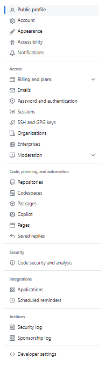 Public profile
Account
Appearance
Accessibility
Notifications
Access
Billing and plans
Emails
Password and authentication
Sessions
SSH and GPG keys
Organizations
Enterprises
Moderation
Code, planning, and automation
Repositories
Codespaces
Packages
Copilot
Pages
Saved replies
Security
Code security and analysis
Integrations
Applications
Scheduled reminders
Archives
Security log
Sponsorship log
Developer settings